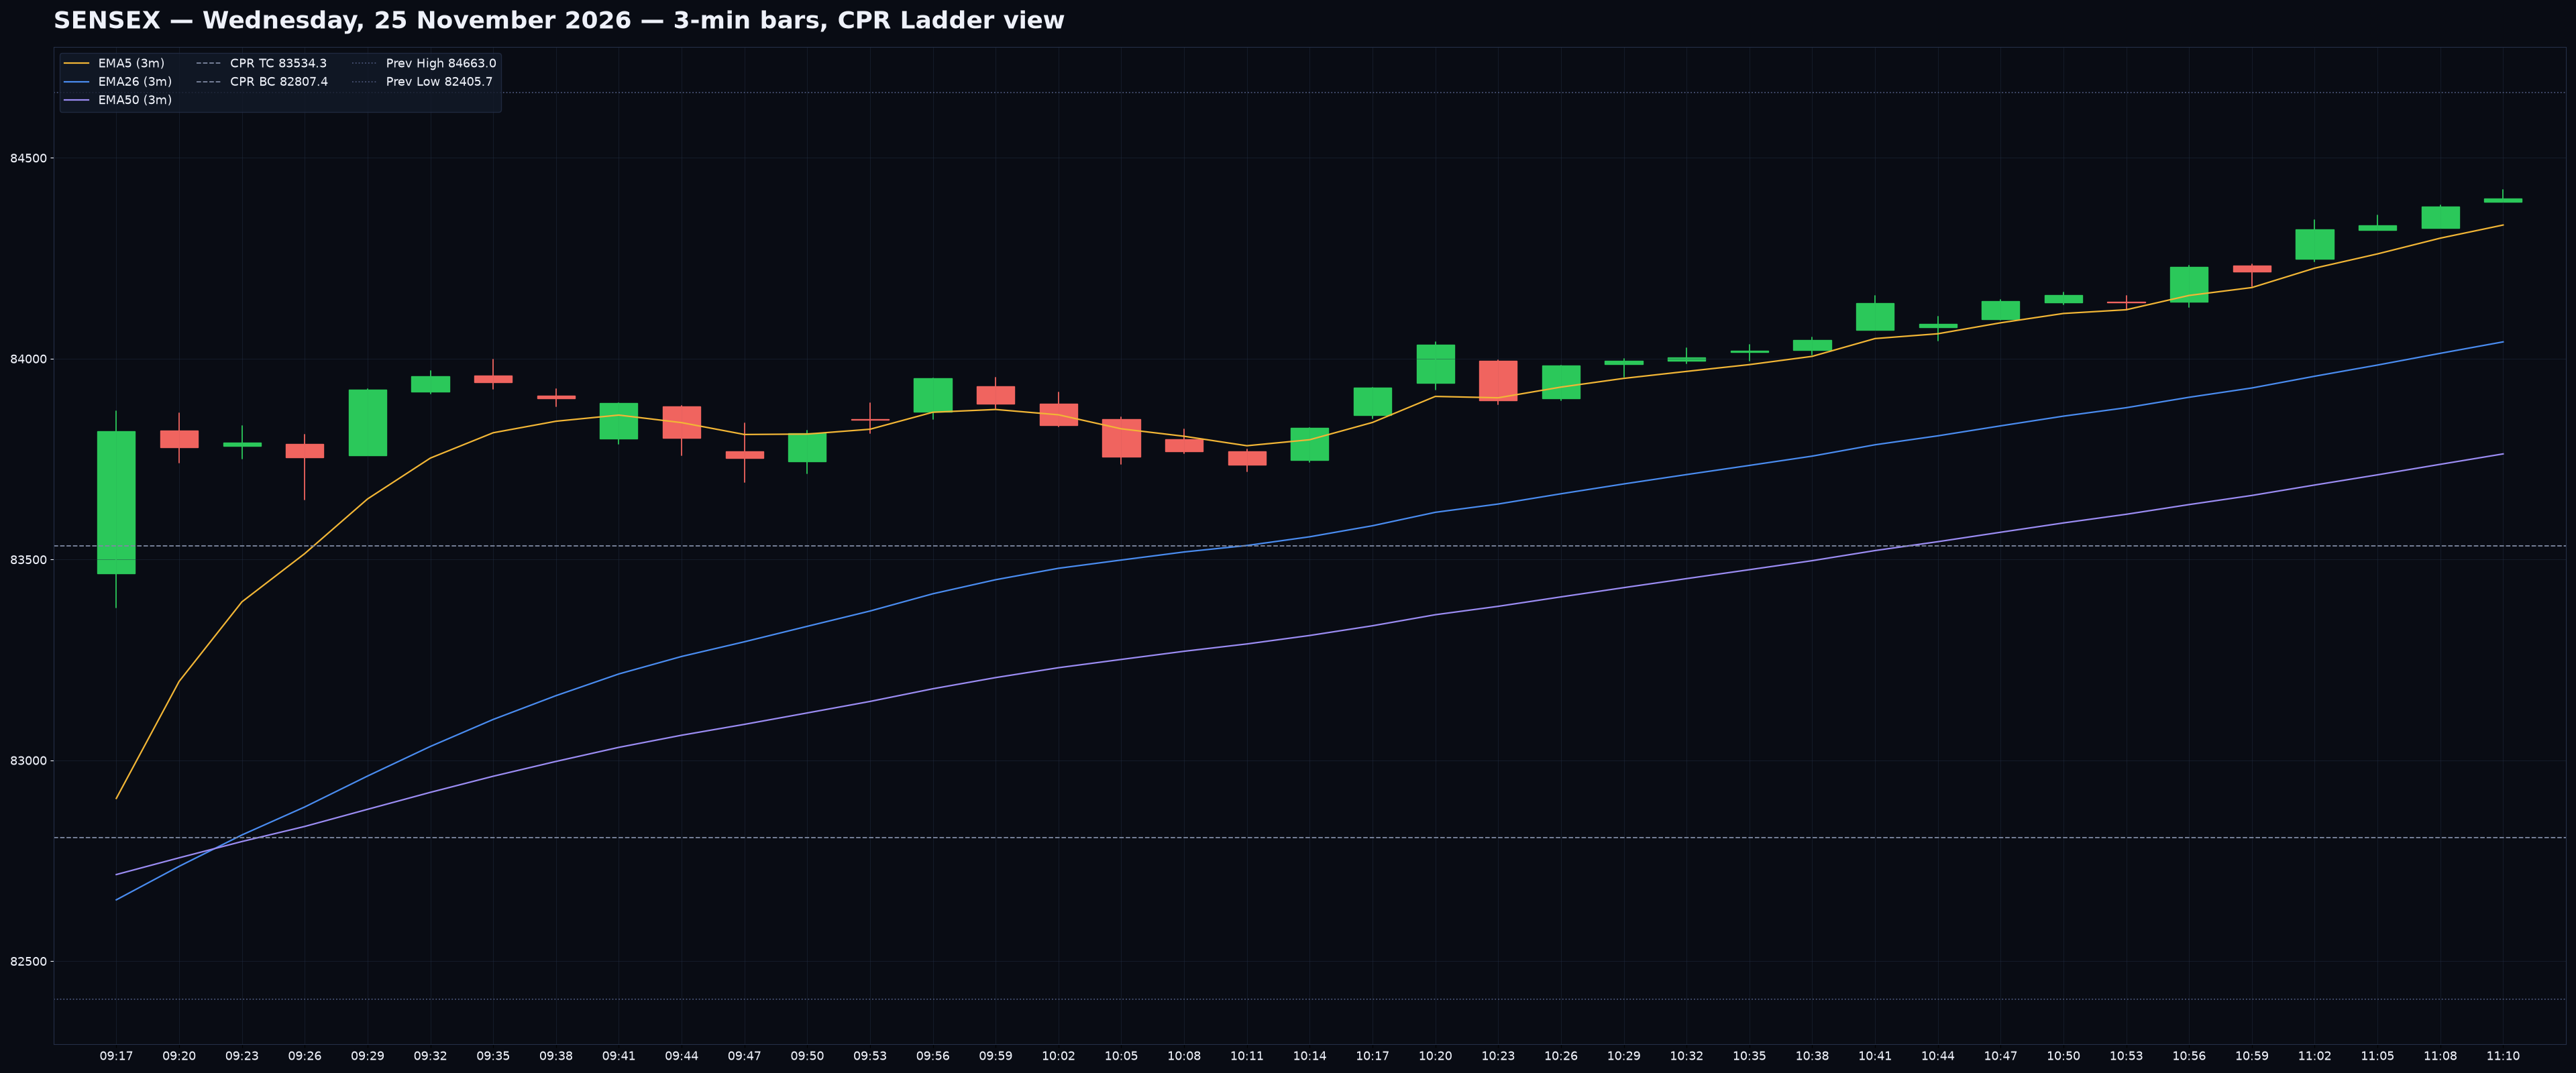 SENSEX — Wednesday, 25 November 2026 — 3-min bars, CPR Ladder view
EMA5 (3m)
EMA26 (3m)
EMA50 (3m)
CPR TC 83534.3
CPR BC 82807.4
Prev High 84663.0
Prev Low 82405.7
84500
84000
83500
83000
82500
09:17 09:20 09:23 09:26 09:29 09:32 09:35 09:38 09:41 09:44 09:47 09:50 09:53 09:56 09:59 10:02 10:05 10:08 10:11 10:14 10:17 10:20 10:23 10:26 10:29 10:32 10:35 10:38 10:41 10:44 10:47 10:50 10:53 10:56 10:59 11:02 11:05 11:08 11:10